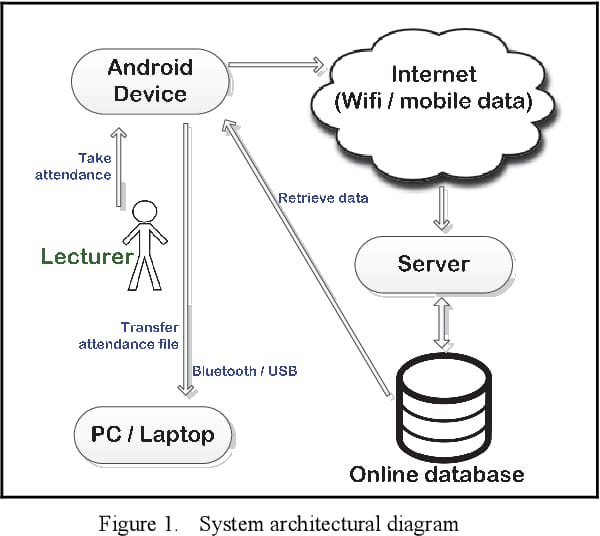 Android
Device
Internet
(Wifi / mobile data)
Take
attendance
Retrieve data
Lecturer
Server
Transfer
attendance file
Bluetooth / USB
PC / Laptop
Online database
Figure 1. System architectural diagram